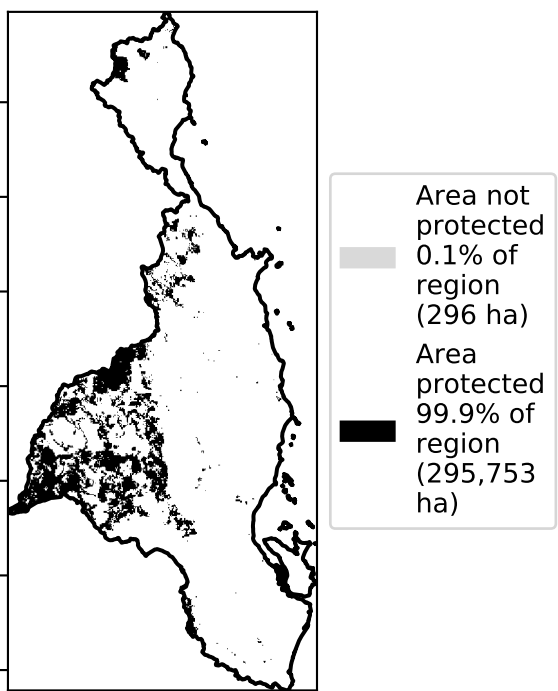 Area not
protected
0.1% of
region
(296 ha)
Area
protected
99.9% of
region
(295,753
ha)